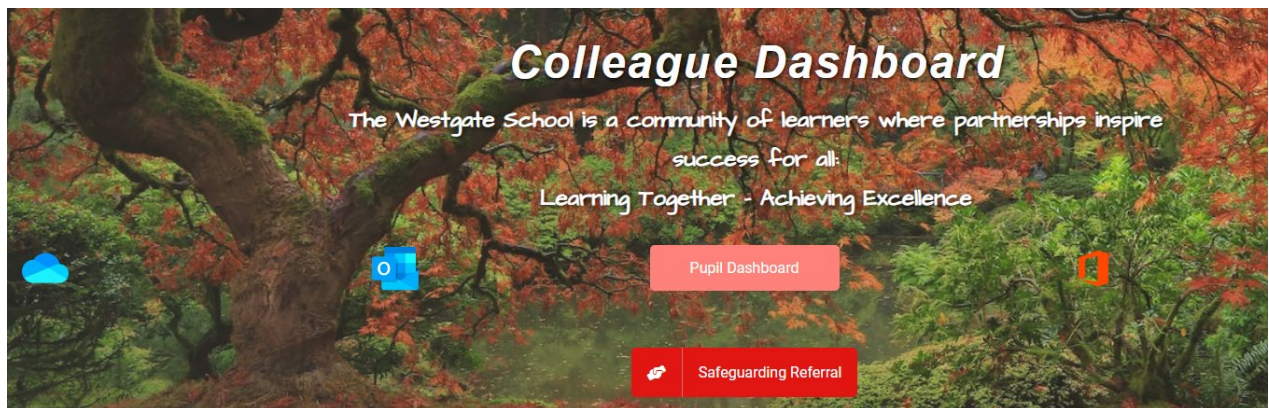 Colleague Dashboard
The Westgate School is a community of learners where partnerships inspire
success for all:
Learning Together - Achieving Excellence
O
Pupil Dashboard
Safeguarding Referral